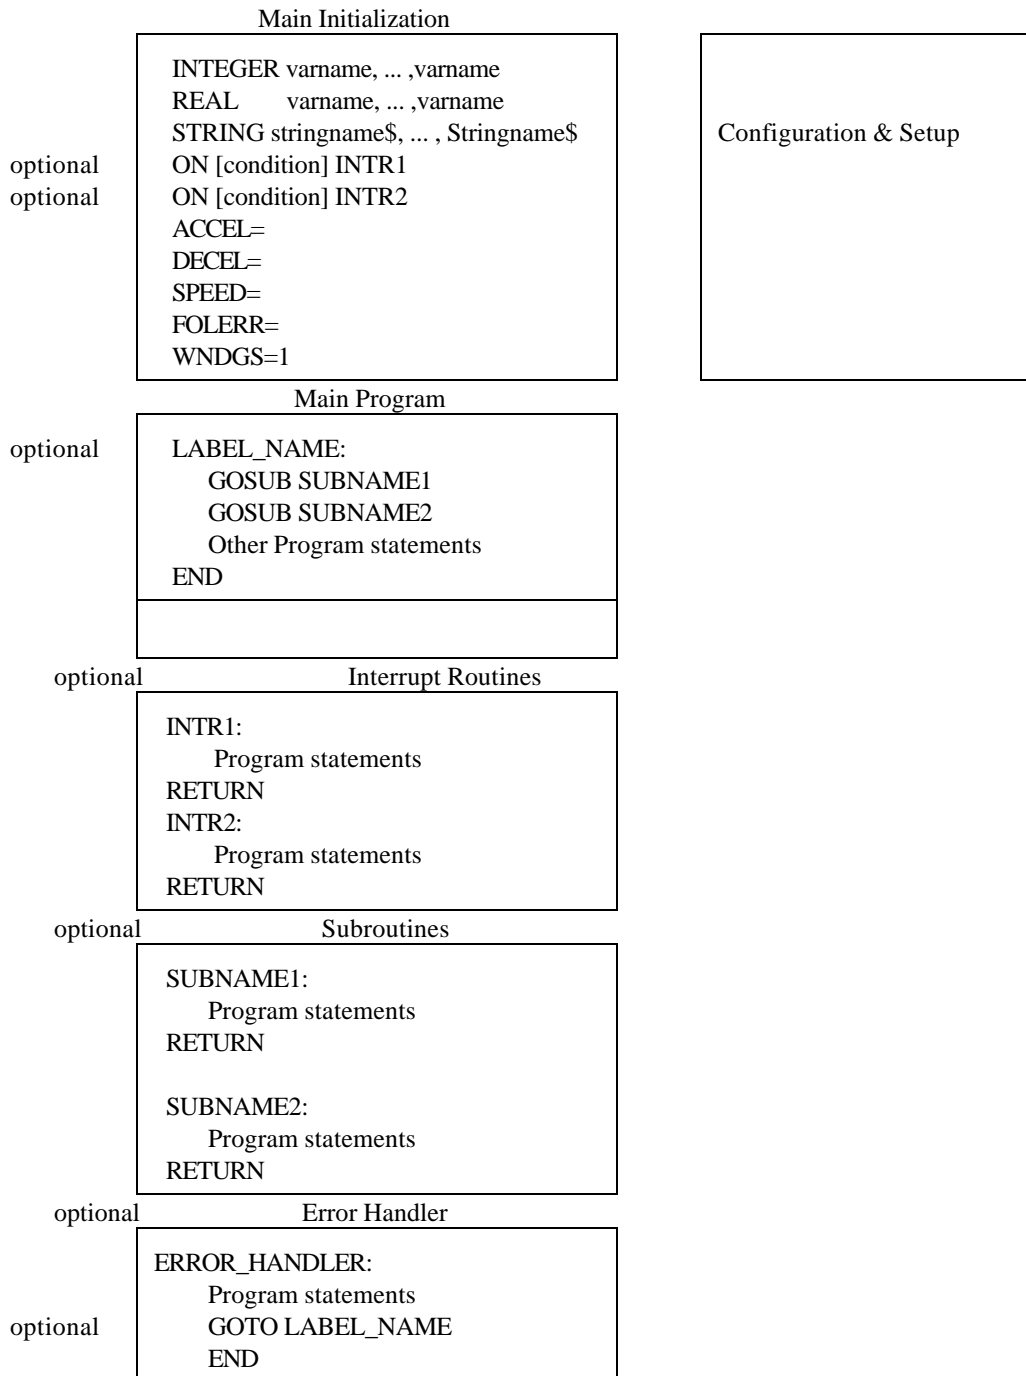 Main Initialization
INTEGER varname, ... ,varname
REAL varname, ... ,varname
STRING stringname$, ... , Stringname$ Configuration & Setup
optional ON [condition] INTR1
optional ON [condition] INTR2
ACCEL=
DECEL=
SPEED=
FOLERR=
WNDGS=1
Main Program
optional LABEL_NAME:
GOSUB SUBNAME1
GOSUB SUBNAME2
Other Program statements
END
optional Interrupt Routines
INTR1:
Program statements
RETURN
INTR2:
Program statements
RETURN
optional Subroutines
SUBNAME1:
Program statements
RETURN
SUBNAME2:
Program statements
RETURN
optional Error Handler
ERROR_HANDLER:
Program statements
optional GOTO LABEL_NAME
END